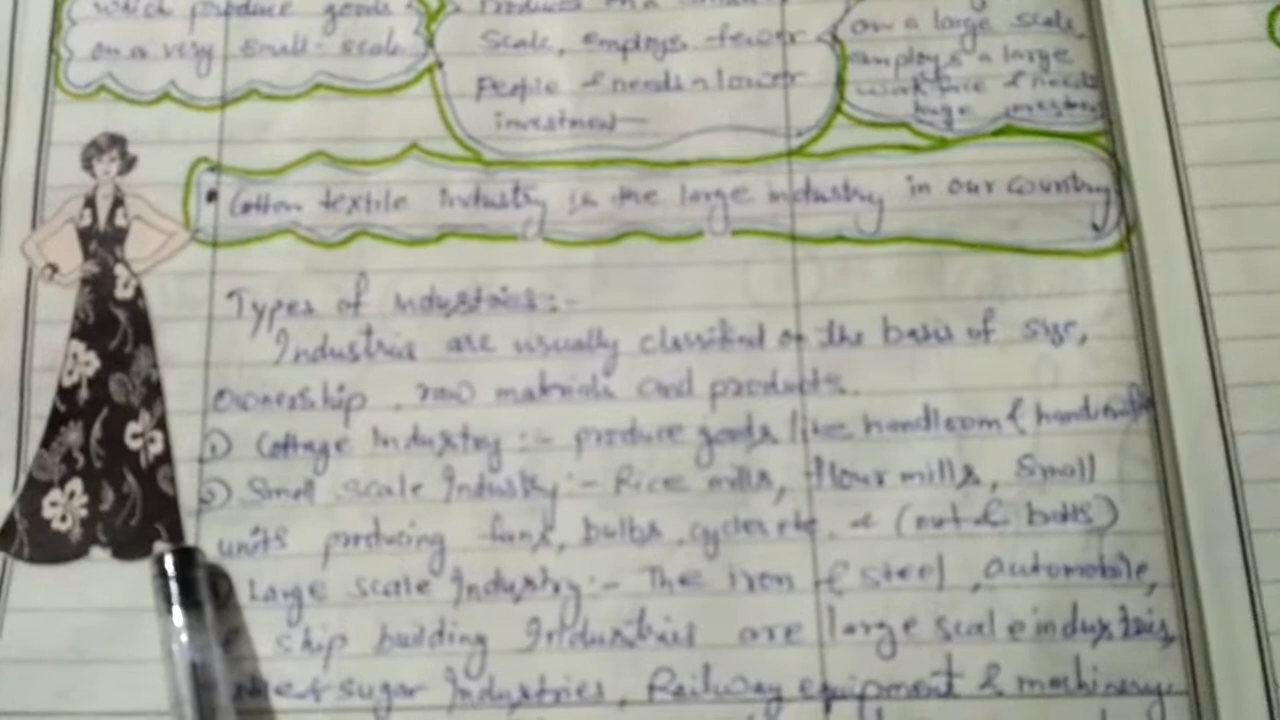 which produce goods
on a very small-scale
Scale, employs fewer
People & needs a lower
investment
on a large scale,
employs a large
workforce & needs
huge
• Cotton textile industry is the large industry in our country
Types of industries:-
Industries are usually classified on the basis of size,
ownership, raw materials and products.
① Cottage Industry:- produce goods like handloom &
② Small scale Industry:- Rice mills, flour mills, Small
units producing fans, bulbs, cycles etc. & (nut & bolts)
Large scale Industry:- The iron & steel, automobile,
& ship building Industries are large scale industries,
sugar Industries, Railway equipment & machinery.